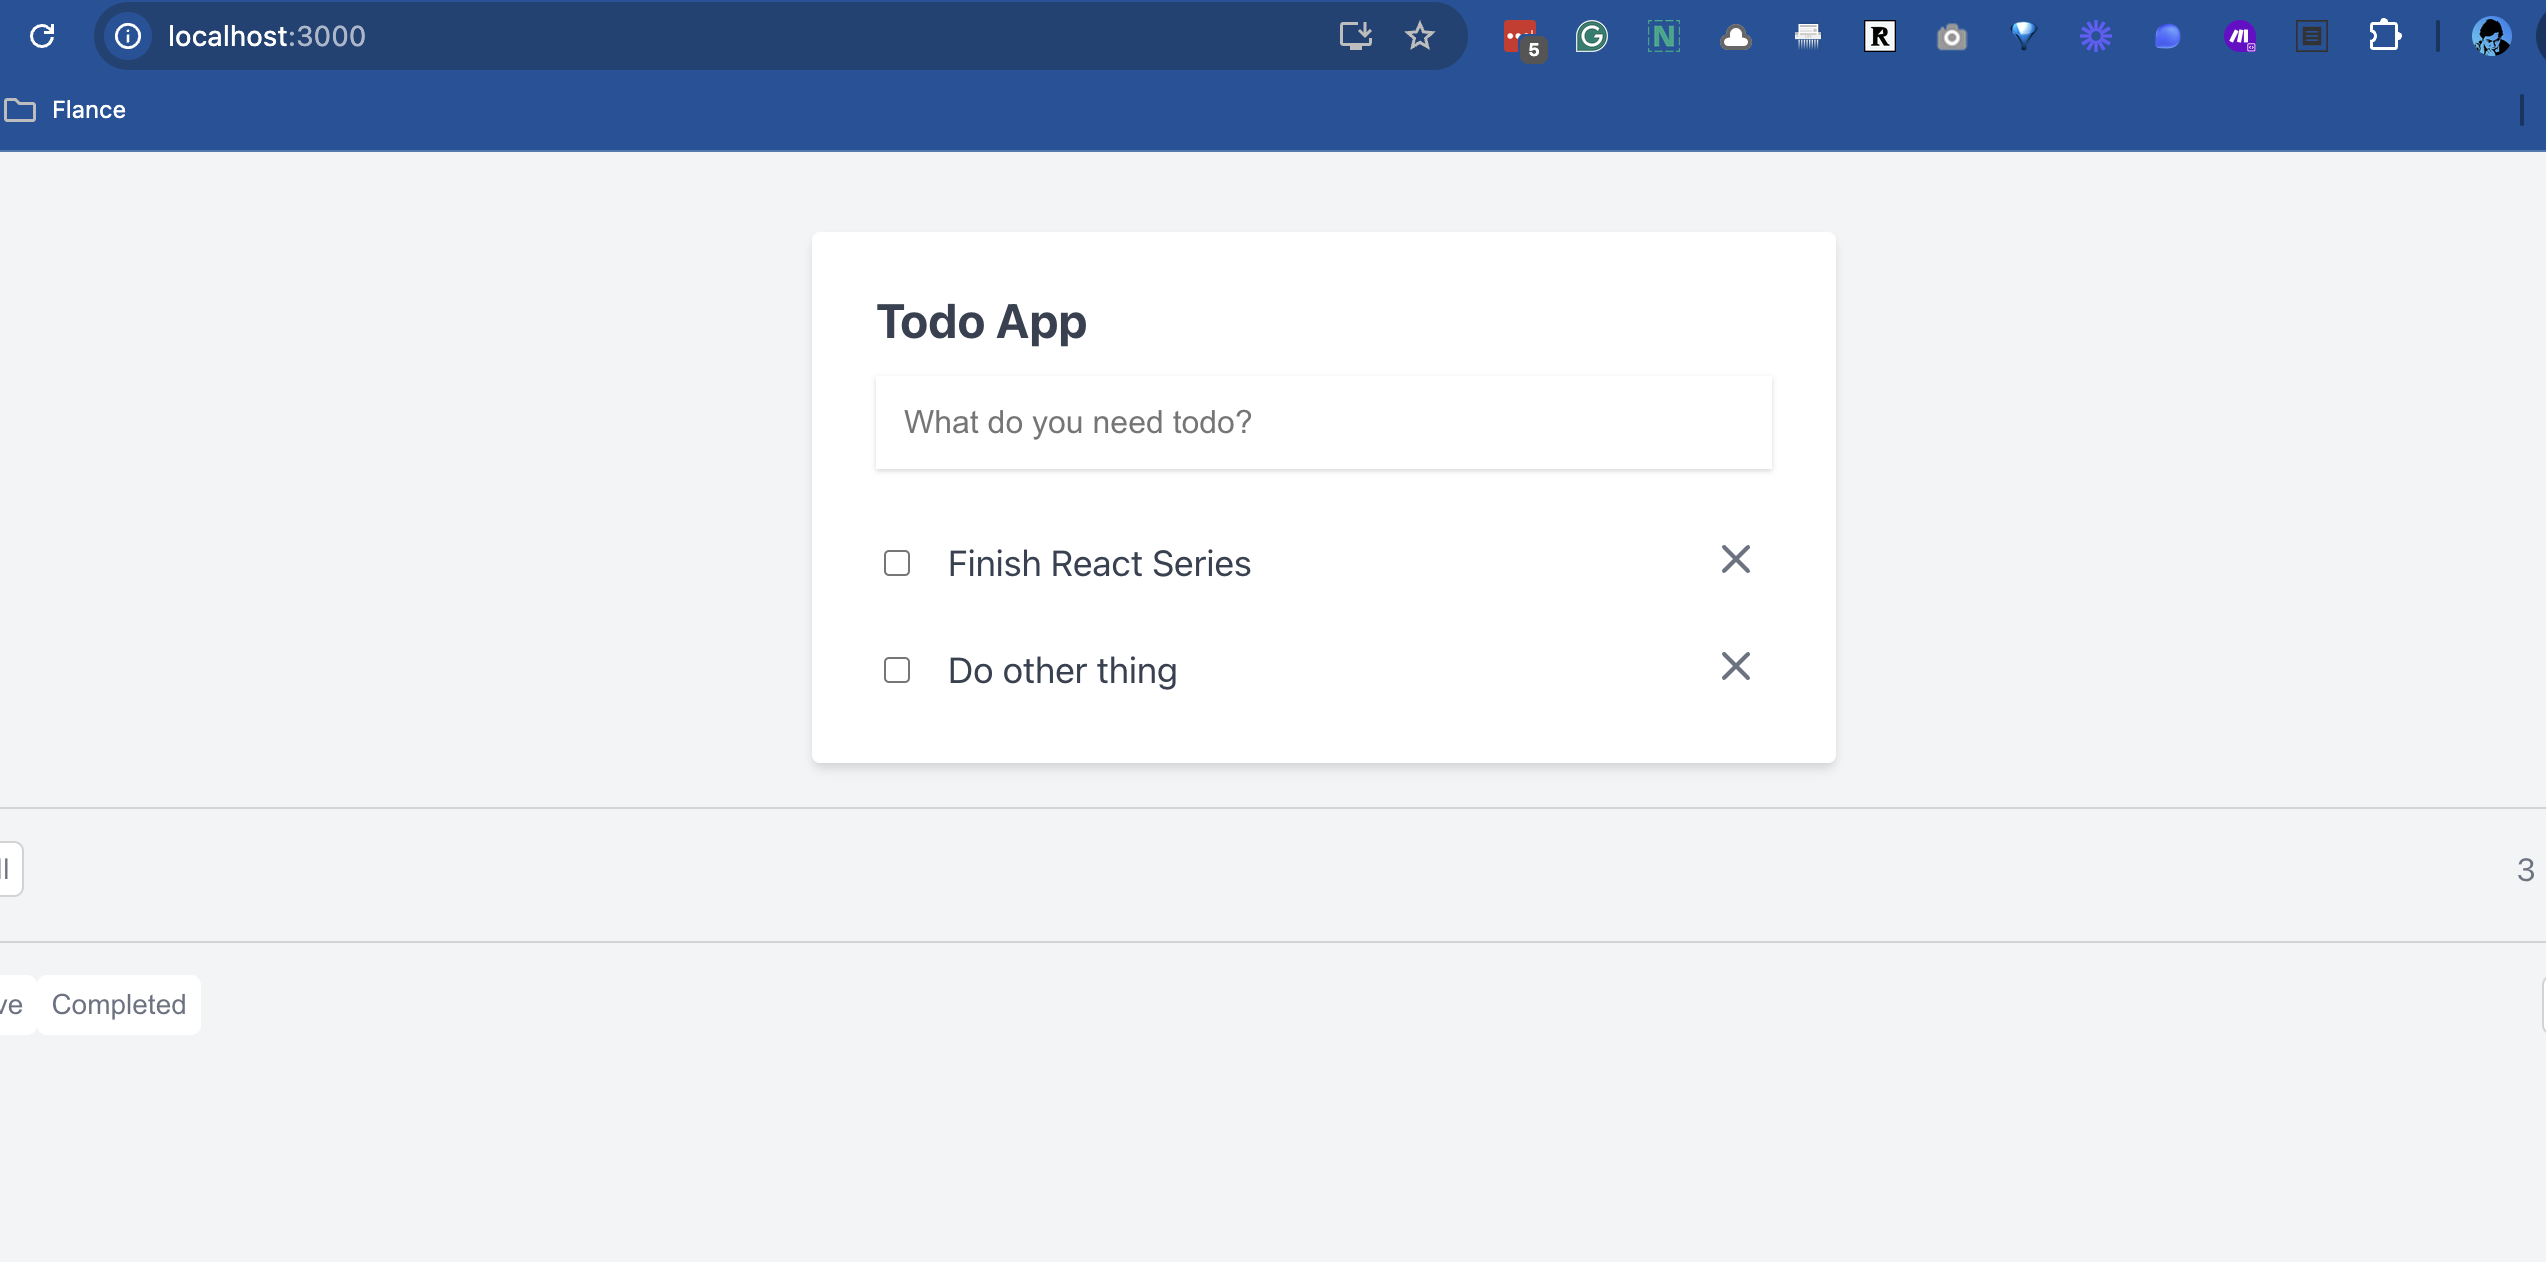 localhost:3000
5
N
R
Flance
Todo App
What do you need todo?
Finish React Series
Do other thing
ll
3
ve
Completed